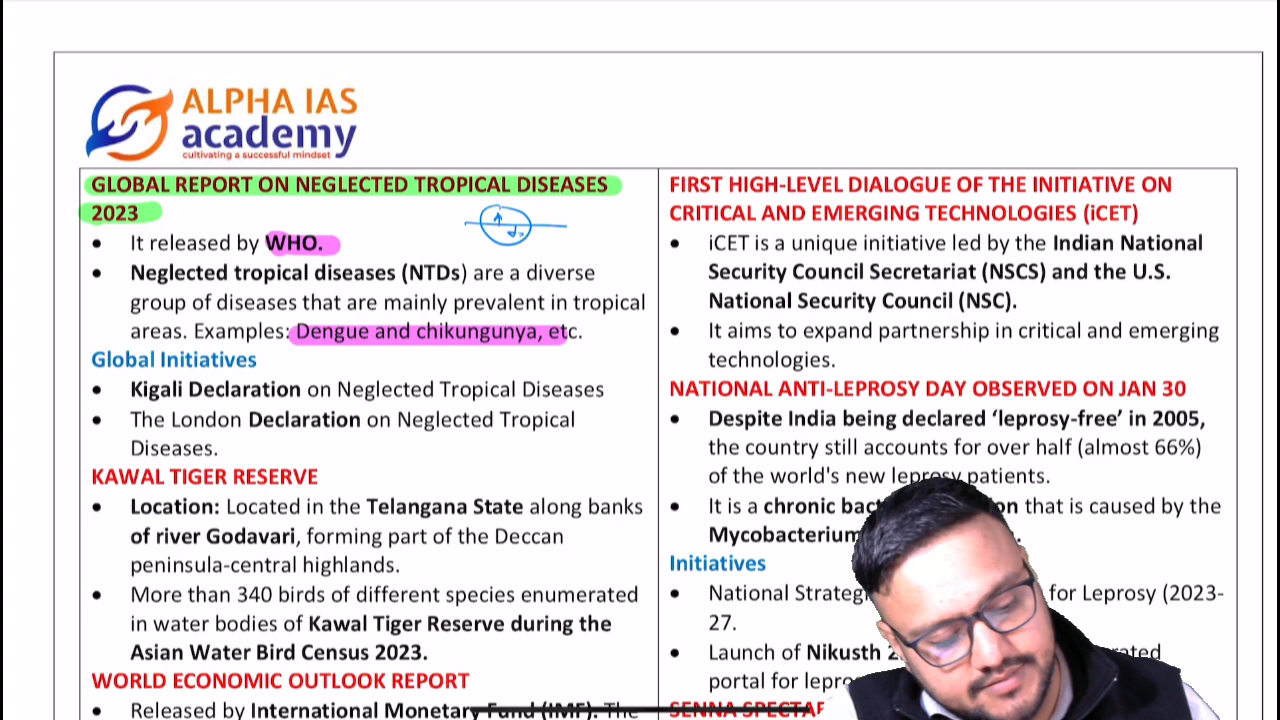 ALPHA IAS
academy
cultivating a successful mindset
GLOBAL REPORT ON NEGLECTED TROPICAL DISEASES
2023
• It released by WHO.
• Neglected tropical diseases (NTDs) are a diverse
group of diseases that are mainly prevalent in tropical
areas. Examples: Dengue and chikungunya, etc.
Global Initiatives
• Kigali Declaration on Neglected Tropical Diseases
• The London Declaration on Neglected Tropical
Diseases.
KAWAL TIGER RESERVE
• Location: Located in the Telangana State along banks
of river Godavari, forming part of the Deccan
peninsula-central highlands.
• More than 340 birds of different species enumerated
in water bodies of Kawal Tiger Reserve during the
Asian Water Bird Census 2023.
WORLD ECONOMIC OUTLOOK REPORT
• Released by International Monetary Fund (IMF). The
FIRST HIGH-LEVEL DIALOGUE OF THE INITIATIVE ON
CRITICAL AND EMERGING TECHNOLOGIES (iCET)
• iCET is a unique initiative led by the Indian National
Security Council Secretariat (NSCS) and the U.S.
National Security Council (NSC).
• It aims to expand partnership in critical and emerging
technologies.
NATIONAL ANTI-LEPROSY DAY OBSERVED ON JAN 30
• Despite India being declared ‘leprosy-free’ in 2005,
the country still accounts for over half (almost 66%)
of the world's new leprosy patients.
• It is a chronic that is caused by the
Mycobacterium
Initiatives
• National for Leprosy (2023-
27.
• Launch of Nikusth
portal for
SENNA